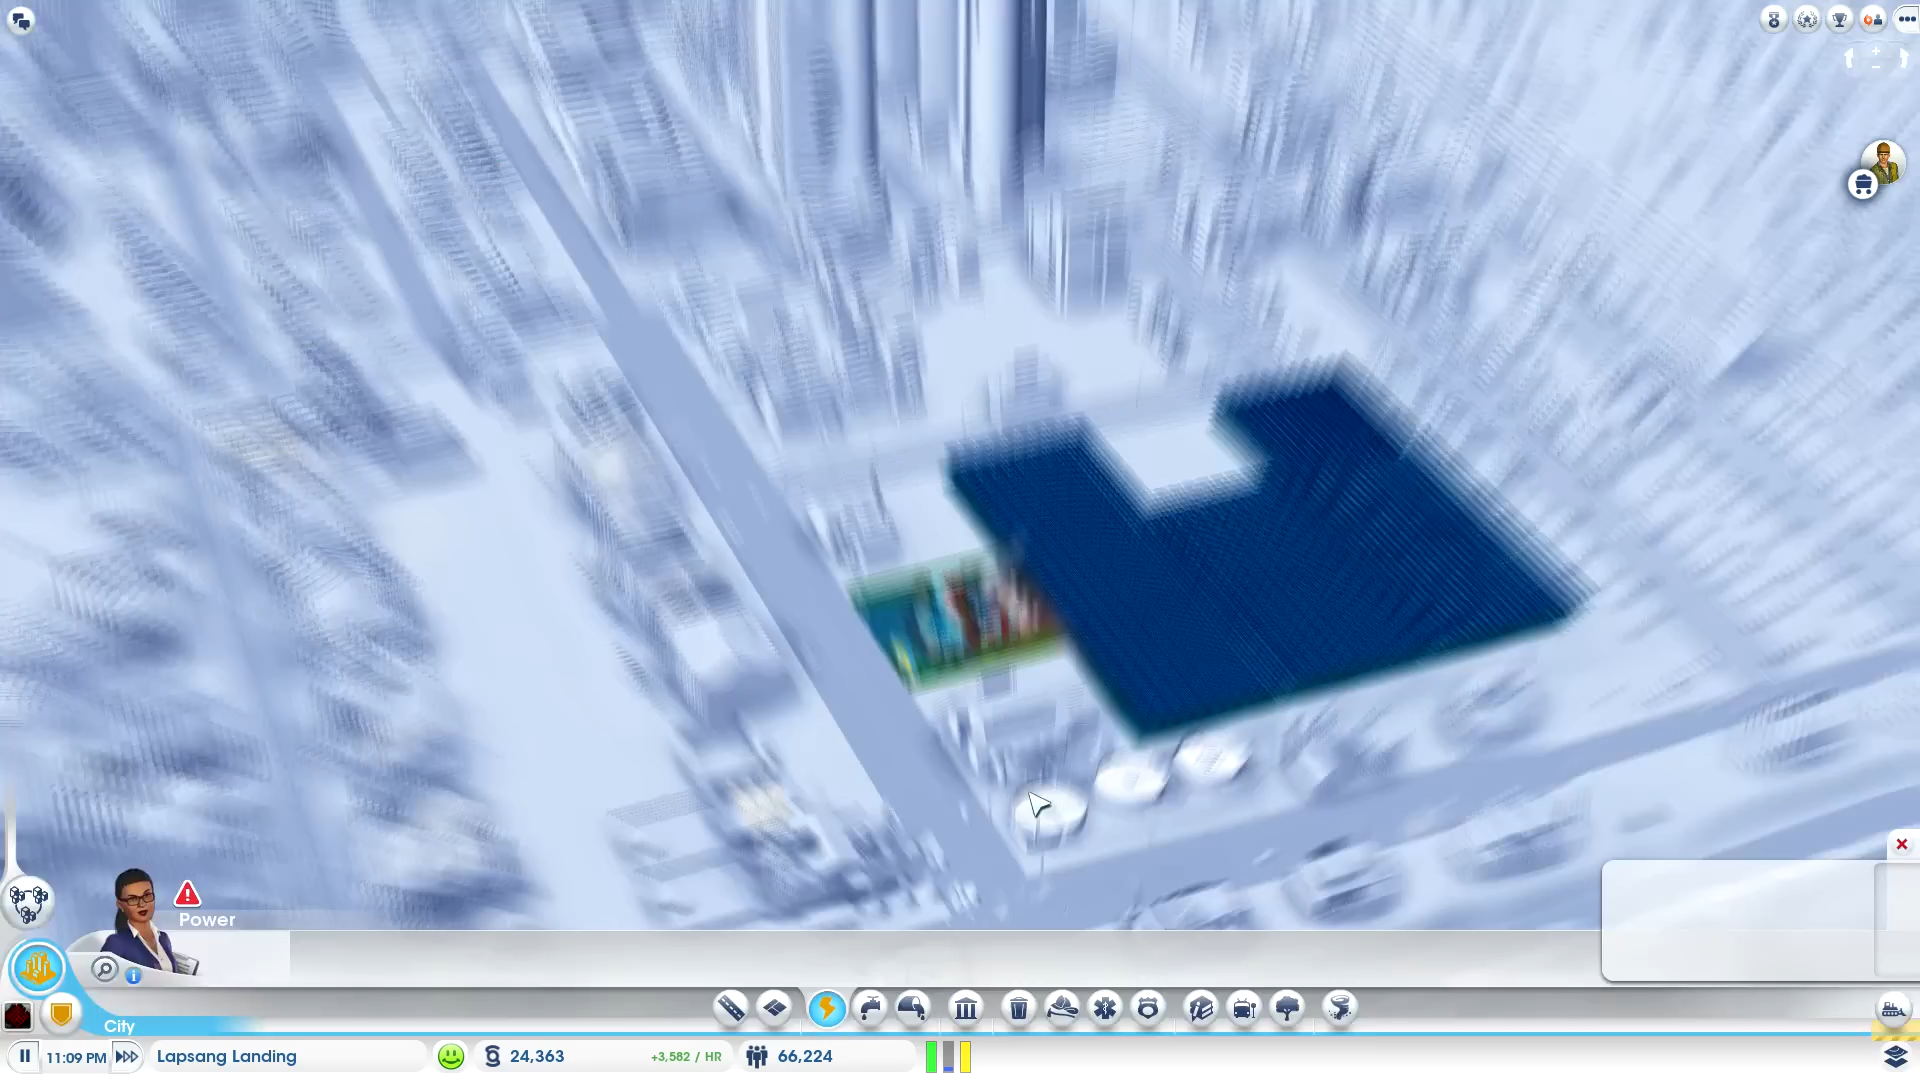 Power
City
11:09 PM
Lapsang Landing
24,363
+3,582 / HR
66,224